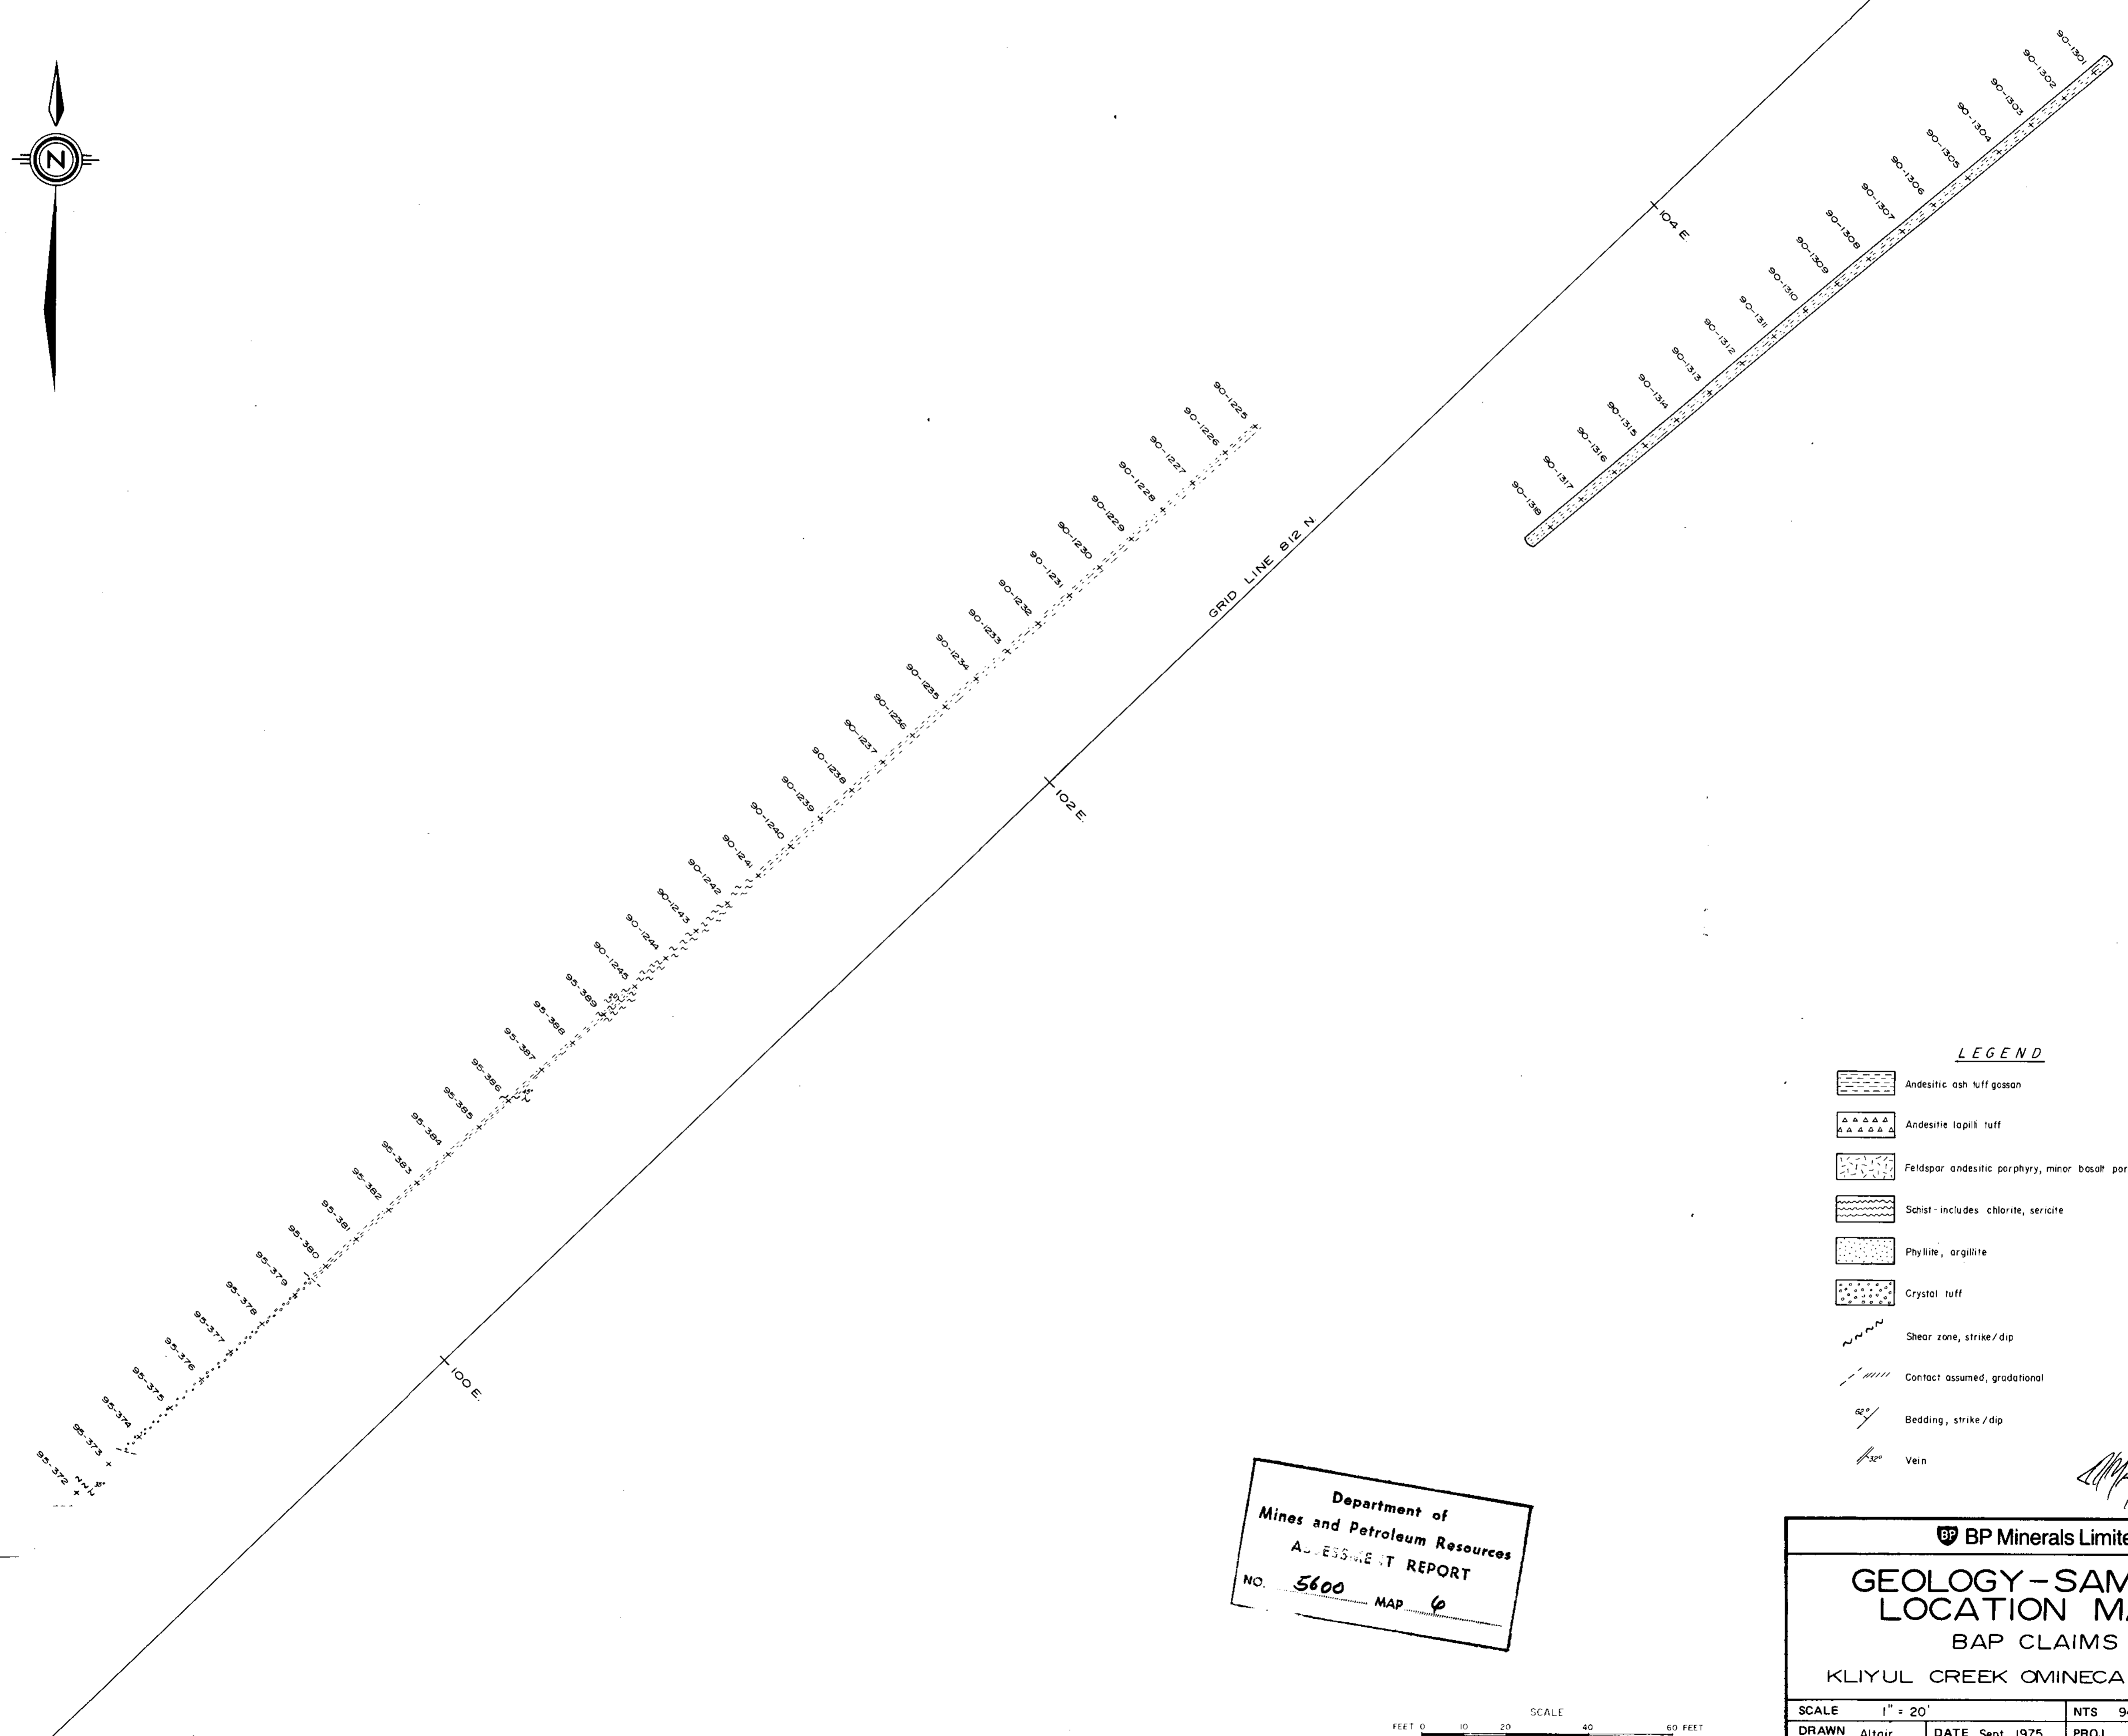 N
90-1301
90-1302
90-1303
90-1304
90-1305
90-1306
90-1307
90-1308
90-1309
90-1310
90-1311
90-1312
90-1313
90-1314
90-1315
90-1316
90-1317
90-1318
104 E
90-1225
90-1226
90-1227
90-1228
90-1229
90-1230
90-1231
90-1232
90-1233
90-1234
90-1235
90-1236
90-1237
90-1238
90-1239
90-1240
90-1241
90-1242
90-1243
90-1244
90-1245
GRID LINE 812 N
102 E.
95-389
95-388
95-387
95-386
95-385
95-384
95-383
95-382
95-381
95-380
95-379
95-378
95-377
95-376
95-375
95-374
95-373
95-372
100 E.
LEGEND
Andesitic ash tuff gossan
Andesitie lapilli tuff
Feldspar andesitic porphyry, minor basalt por
Schist - includes chlorite, sericite
Phyllite, argillite
Crystal tuff
Shear zone, strike/dip
Contact assumed, gradational
62°
Bedding, strike/dip
32°
Vein
Department of
Mines and Petroleum Resources
ASSESSMENT REPORT
NO. 5600 MAP 6
BP BP Minerals Limite
GEOLOGY-SAM
LOCATION MA
BAP CLAIMS
KLIYUL CREEK OMINECA
SCALE 1" = 20' NTS 9
DRAWN Altair DATE Sept 1975 PROJ
SCALE
FEET 0 10 20 40 60 FEET